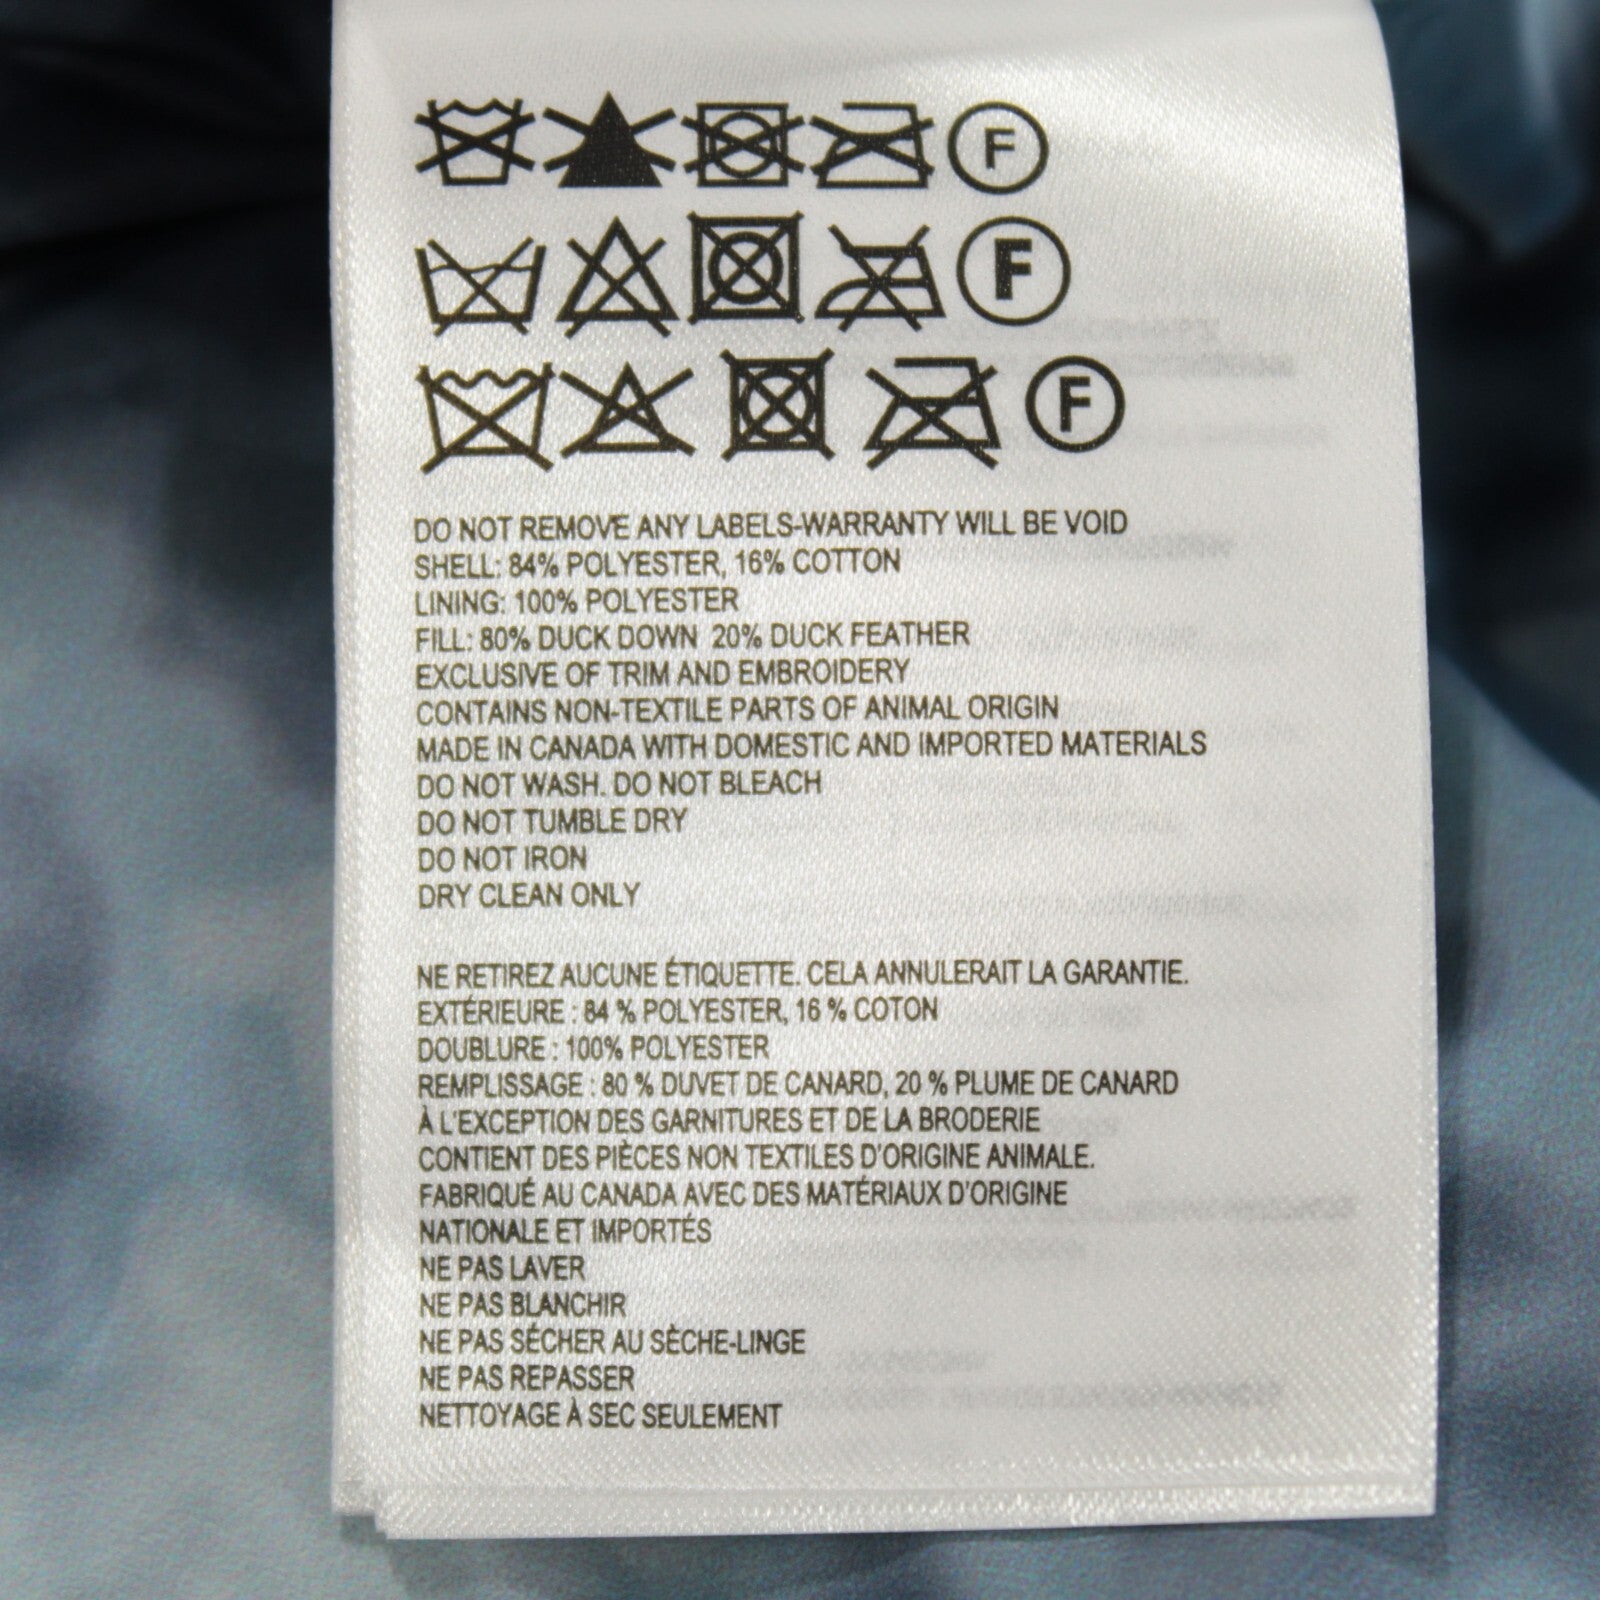 F
F
F
DO NOT REMOVE ANY LABELS-WARRANTY WILL BE VOID
SHELL: 84% POLYESTER, 16% COTTON
LINING: 100% POLYESTER
FILL: 80% DUCK DOWN 20% DUCK FEATHER
EXCLUSIVE OF TRIM AND EMBROIDERY
CONTAINS NON-TEXTILE PARTS OF ANIMAL ORIGIN
MADE IN CANADA WITH DOMESTIC AND IMPORTED MATERIALS
DO NOT WASH. DO NOT BLEACH
DO NOT TUMBLE DRY
DO NOT IRON
DRY CLEAN ONLY
NE RETIREZ AUCUNE ÉTIQUETTE. CELA ANNULERAIT LA GARANTIE.
EXTÉRIEURE : 84 % POLYESTER, 16 % COTON
DOUBLURE : 100% POLYESTER
REMPLISSAGE : 80 % DUVET DE CANARD, 20 % PLUME DE CANARD
À L'EXCEPTION DES GARNITURES ET DE LA BRODERIE
CONTIENT DES PIÈCES NON TEXTILES D'ORIGINE ANIMALE.
FABRIQUÉ AU CANADA AVEC DES MATÉRIAUX D'ORIGINE
NATIONALE ET IMPORTÉS
NE PAS LAVER
NE PAS BLANCHIR
NE PAS SÉCHER AU SÈCHE-LINGE
NE PAS REPASSER
NETTOYAGE À SEC SEULEMENT